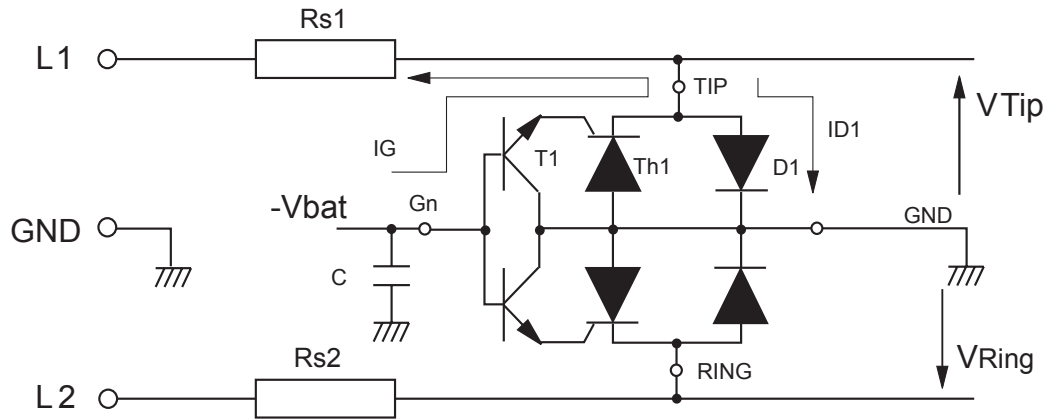 Rs1
L1
TIP
VTip
IG
T1
Th1
D1
ID1
-Vbat
Gn
GND
GND
C
Rs2
RING
VRing
L2